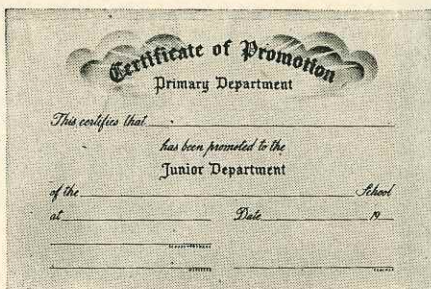 Certificate of Promotion
Primary Department
This certifies that
has been promoted to the
Junior Department
of the School
at Date 19